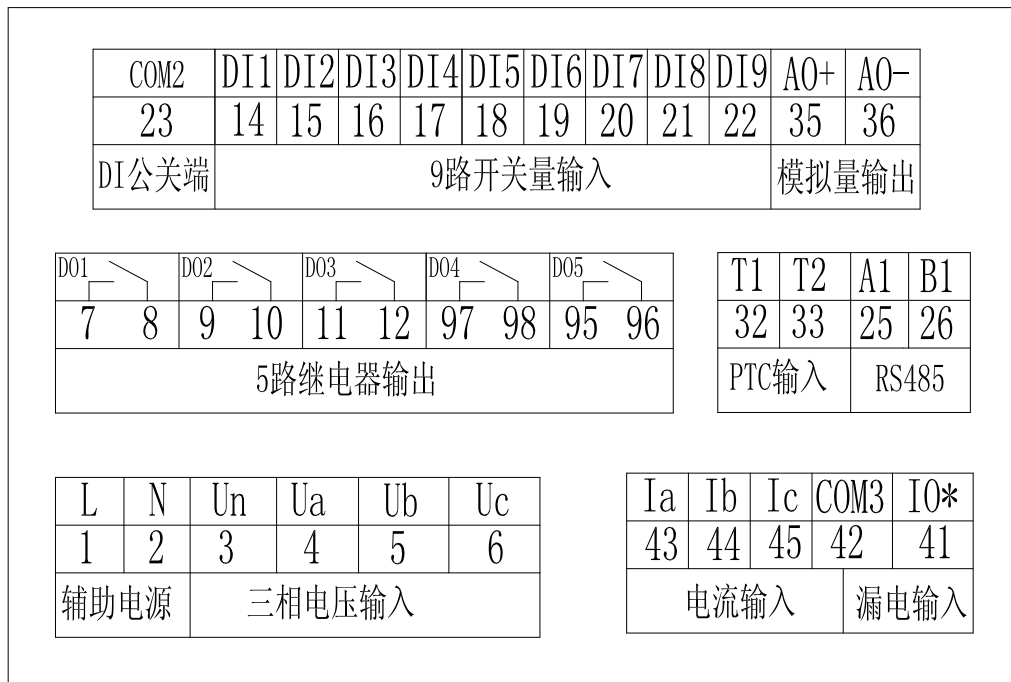 COM2 DI1 DI2 DI3 DI4 DI5 DI6 DI7 DI8 DI9 AO+ AO-
23 14 15 16 17 18 19 20 21 22 35 36
DI公关端 9路开关量输入 模拟量输出
DO1 DO2 DO3 DO4 DO5
7 8 9 10 11 12 97 98 95 96
5路继电器输出
T1 T2 A1 B1
32 33 25 26
PTC输入 RS485
L N Un Ua Ub Uc
1 2 3 4 5 6
辅助电源 三相电压输入
Ia Ib Ic COM3 IO*
43 44 45 42 41
电流输入 漏电输入